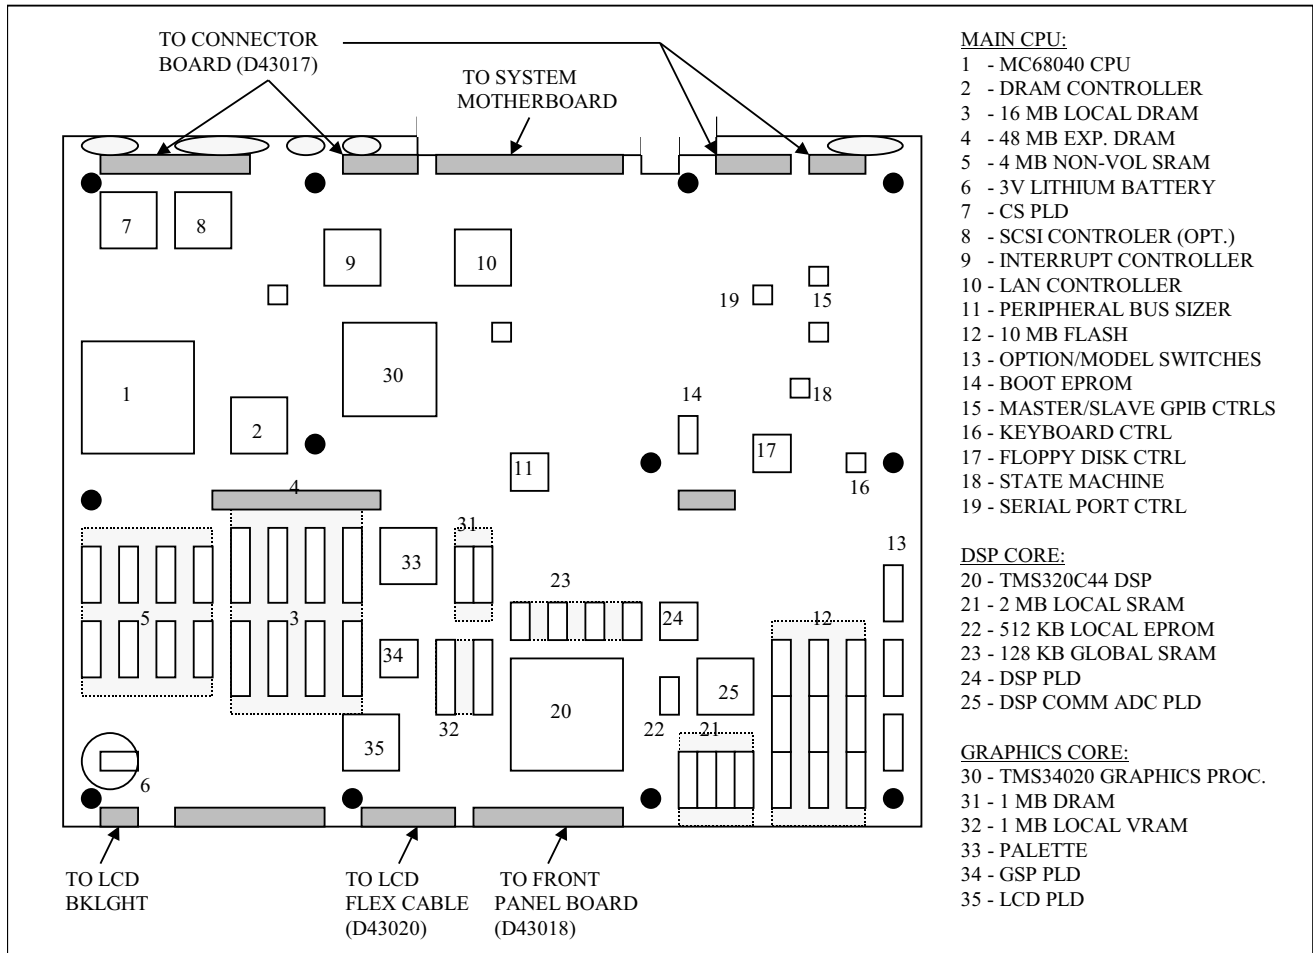 TO CONNECTOR
BOARD (D43017)
TO SYSTEM
MOTHERBOARD
7
8
9
10
19
15
1
30
18
2
14
17
11
16
4
31
33
23
13
5
3
24
12
34
25
20
32
22
21
35
6
TO LCD
BKLGHT
TO LCD
FLEX CABLE
(D43020)
TO FRONT
PANEL BOARD
(D43018)
MAIN CPU:
1 - MC68040 CPU
2 - DRAM CONTROLLER
3 - 16 MB LOCAL DRAM
4 - 48 MB EXP. DRAM
5 - 4 MB NON-VOL SRAM
6 - 3V LITHIUM BATTERY
7 - CS PLD
8 - SCSI CONTROLER (OPT.)
9 - INTERRUPT CONTROLLER
10 - LAN CONTROLLER
11 - PERIPHERAL BUS SIZER
12 - 10 MB FLASH
13 - OPTION/MODEL SWITCHES
14 - BOOT EPROM
15 - MASTER/SLAVE GPIB CTRLS
16 - KEYBOARD CTRL
17 - FLOPPY DISK CTRL
18 - STATE MACHINE
19 - SERIAL PORT CTRL
DSP CORE:
20 - TMS320C44 DSP
21 - 2 MB LOCAL SRAM
22 - 512 KB LOCAL EPROM
23 - 128 KB GLOBAL SRAM
24 - DSP PLD
25 - DSP COMM ADC PLD
GRAPHICS CORE:
30 - TMS34020 GRAPHICS PROC.
31 - 1 MB DRAM
32 - 1 MB LOCAL VRAM
33 - PALETTE
34 - GSP PLD
35 - LCD PLD